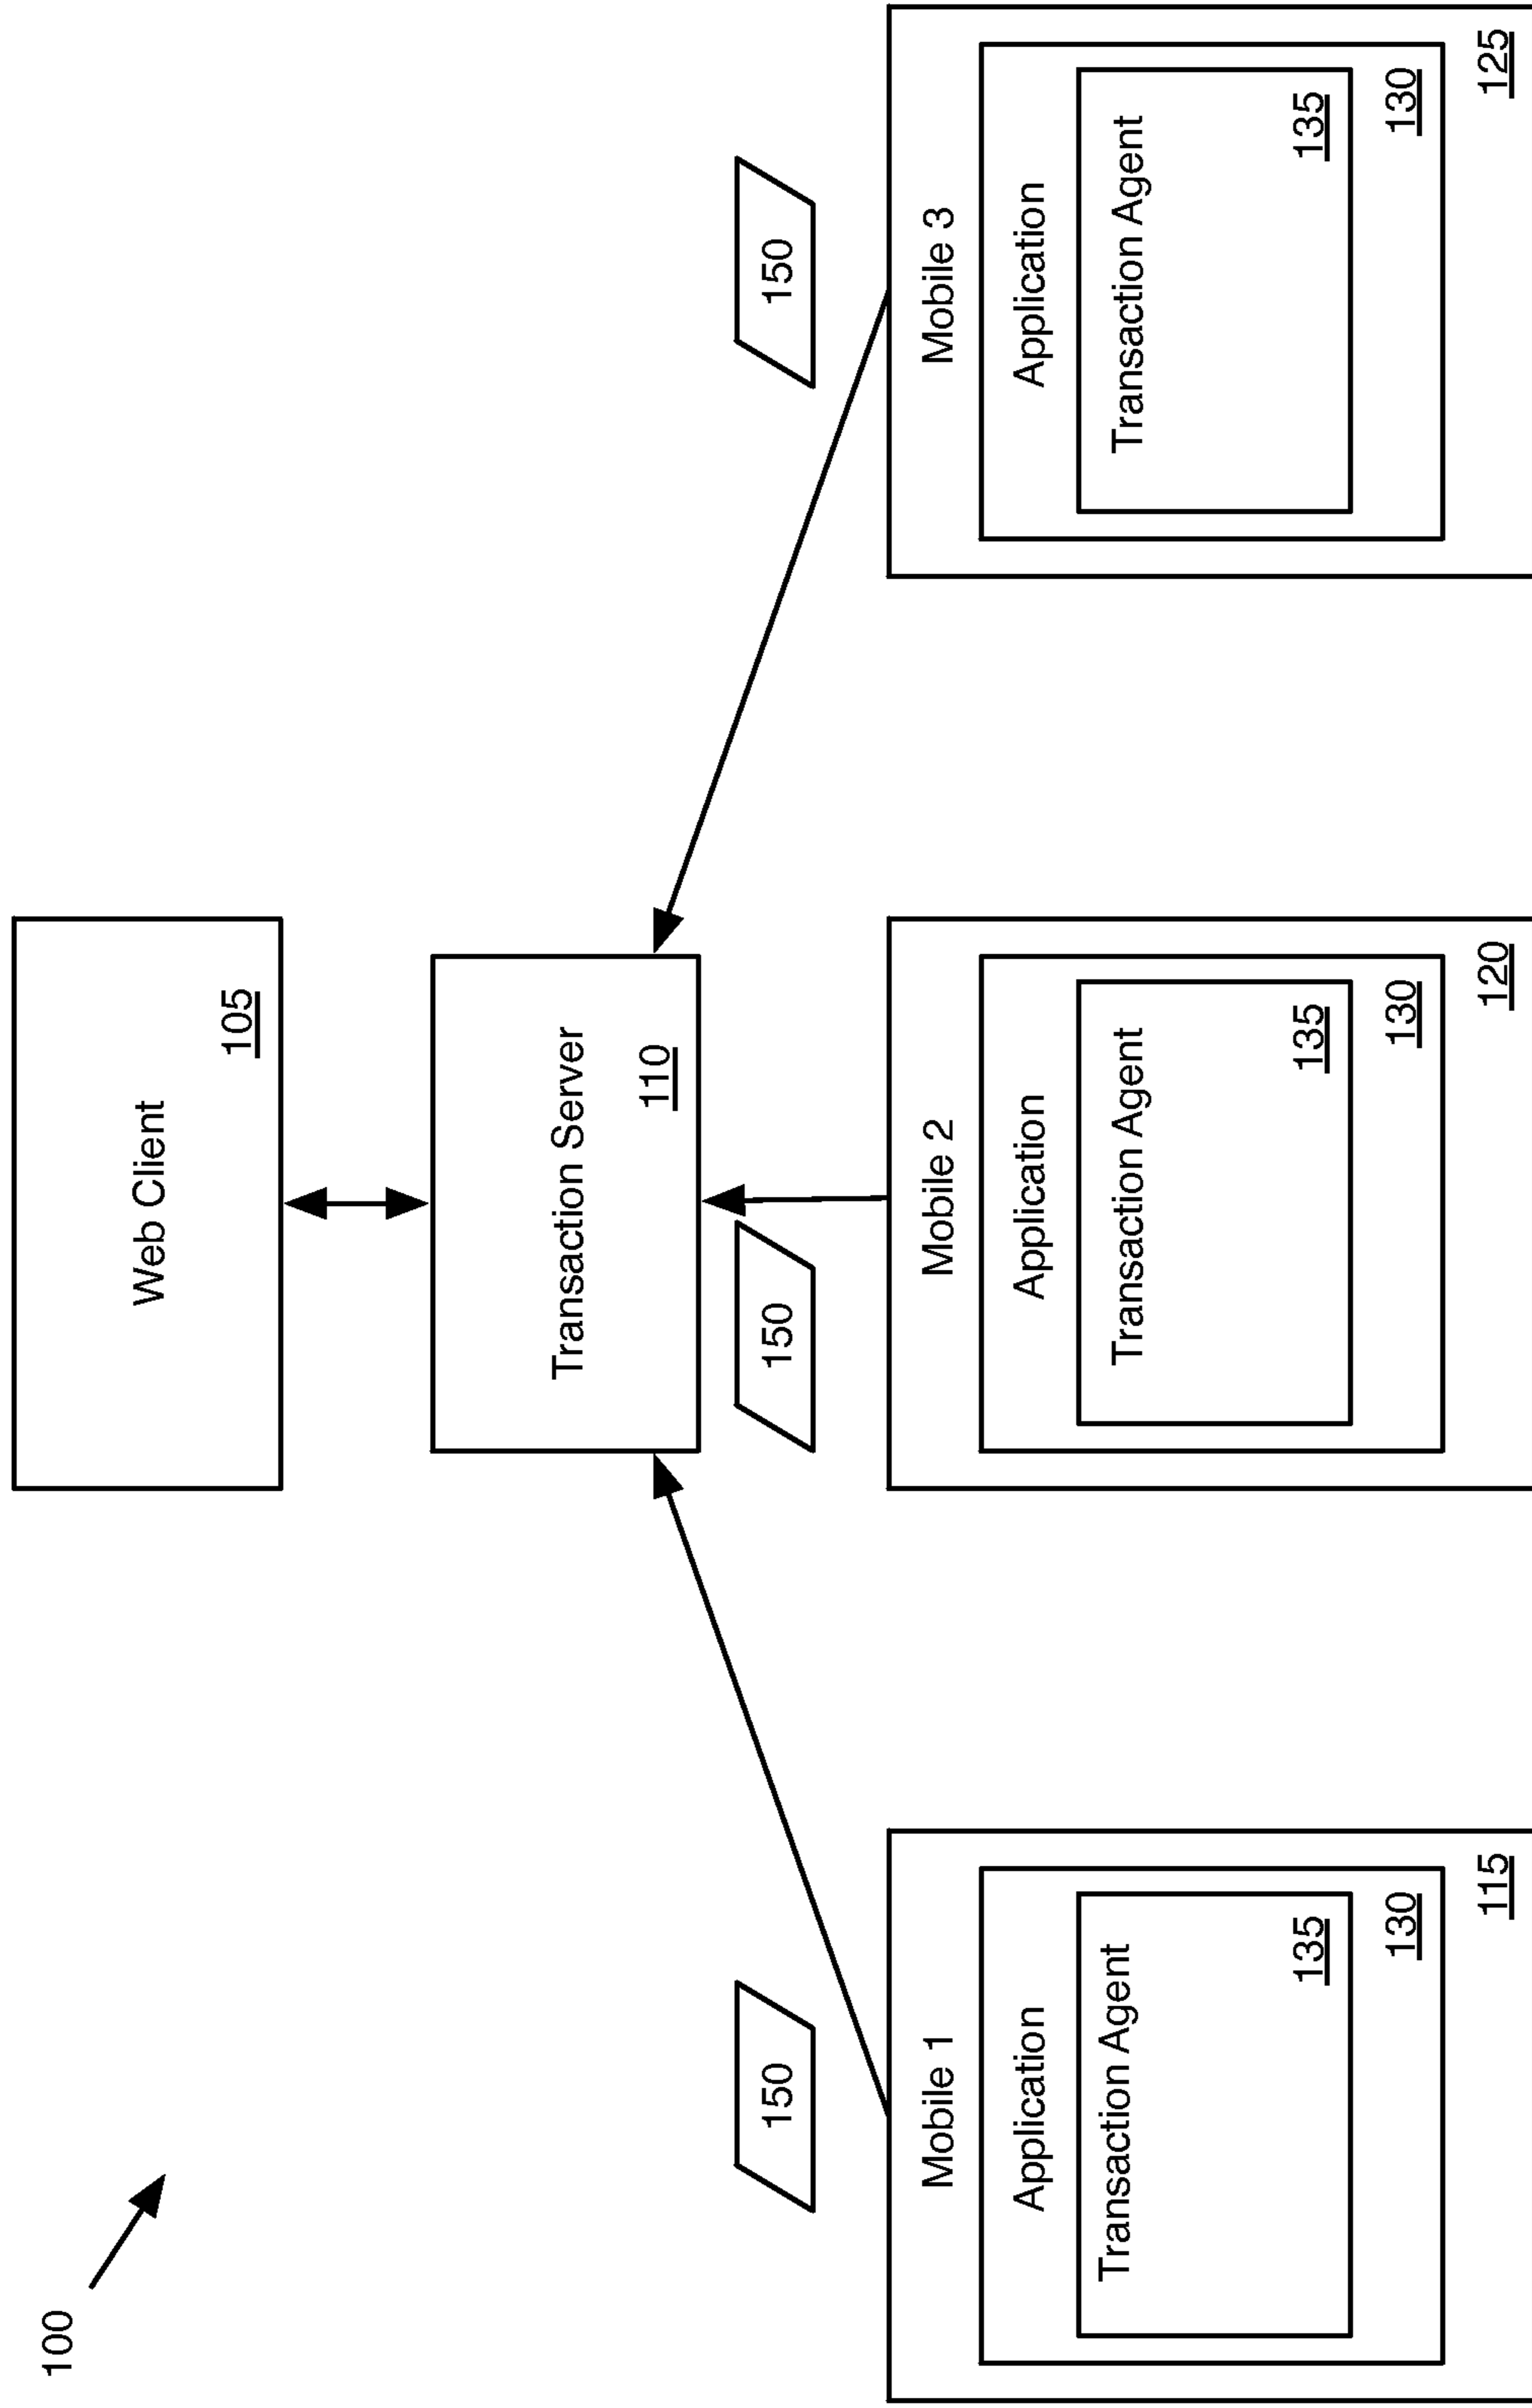 100
Web Client
105
Transaction Server
110
150
150
150
Mobile 1
Application
Transaction Agent
135
130
115
Mobile 2
Application
Transaction Agent
135
130
120
Mobile 3
Application
Transaction Agent
135
130
125